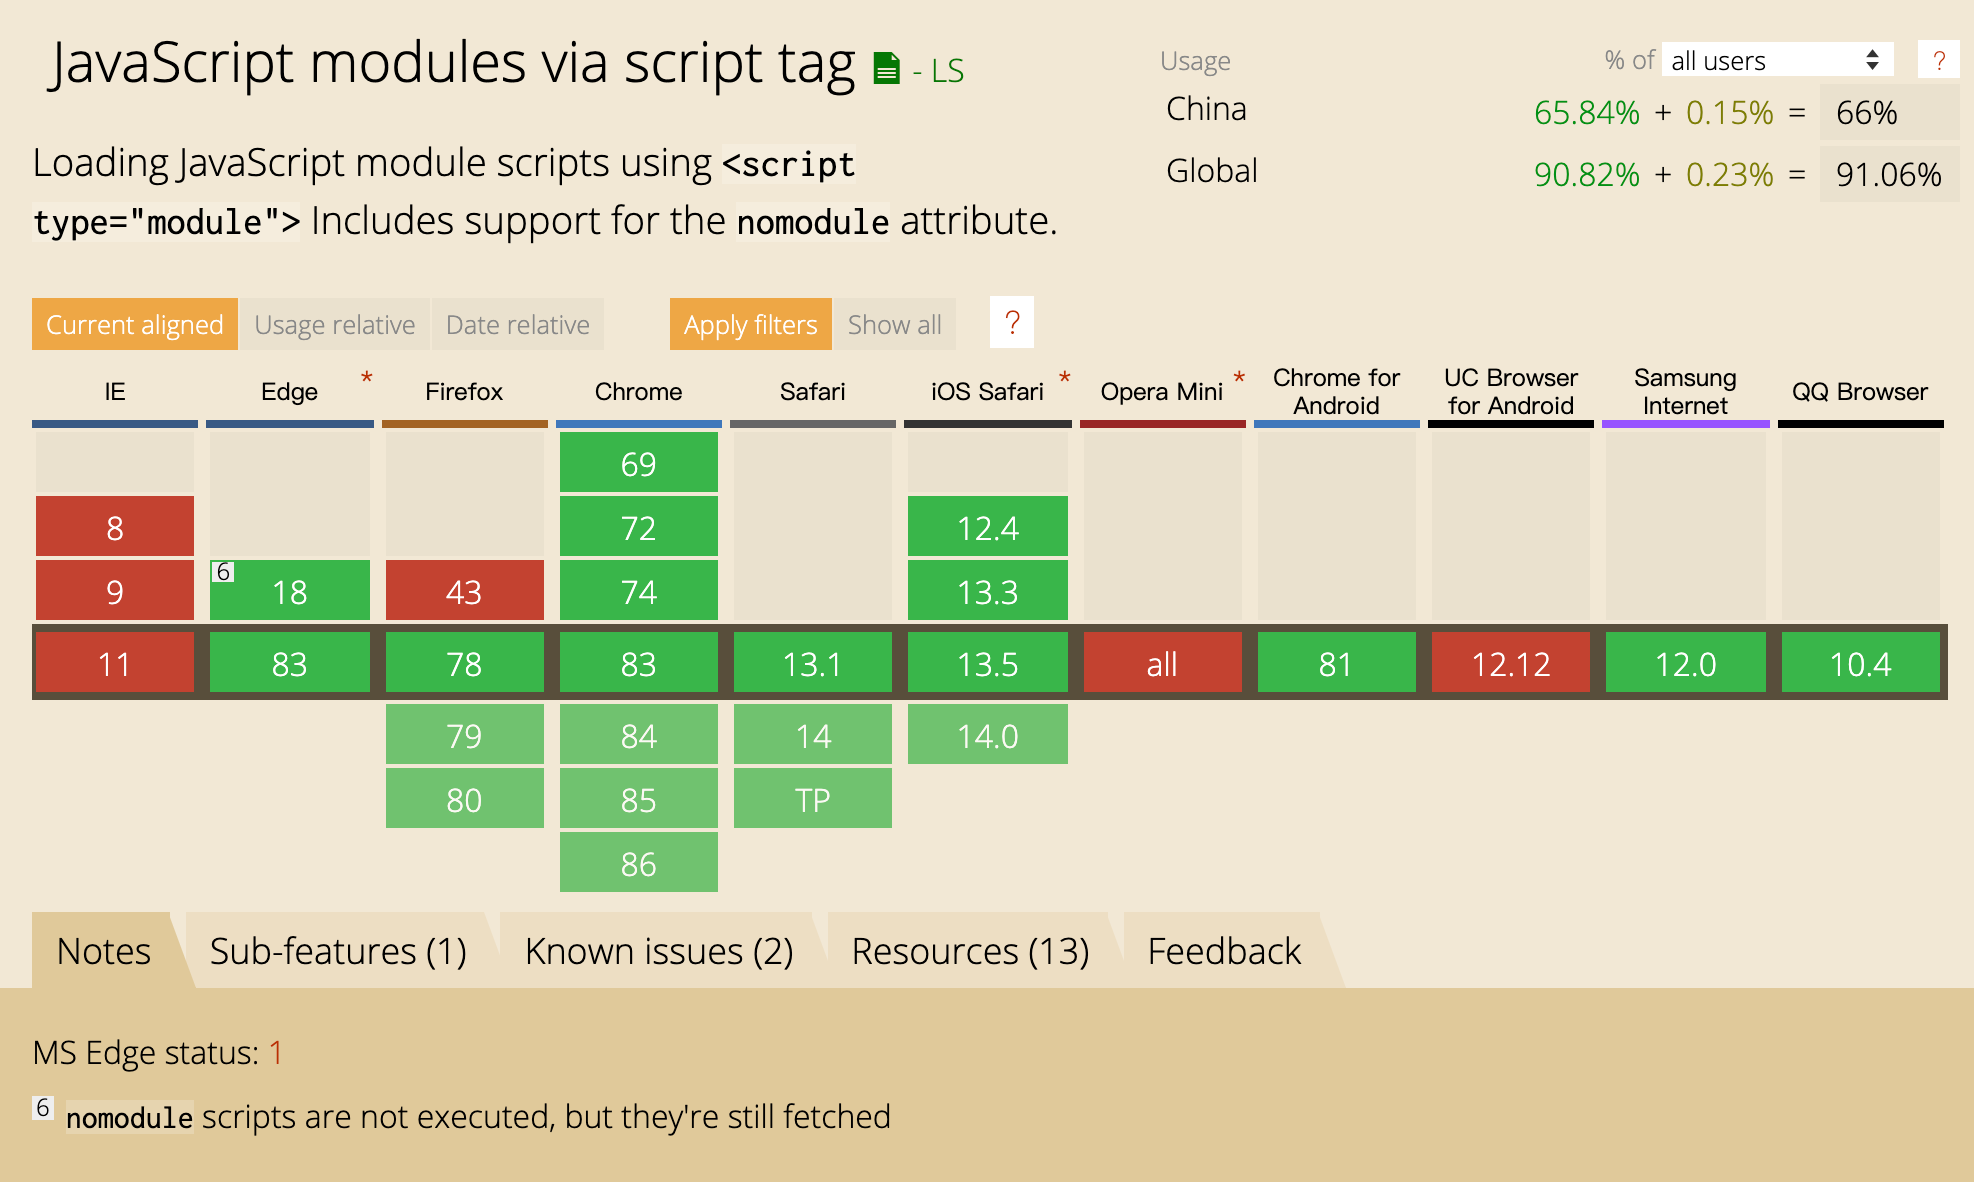 JavaScript modules via script tag - LS
Usage % of all users ?
China 65.84% + 0.15% = 66%
Global 90.82% + 0.23% = 91.06%
Loading JavaScript module scripts using <script
type="module"> Includes support for the nomodule attribute.
Current aligned Usage relative Date relative Apply filters Show all ?
IE Edge * Firefox Chrome Safari iOS Safari * Opera Mini * Chrome for Android UC Browser for Android Samsung Internet QQ Browser
69
8 72 12.4
9 6 18 43 74 13.3
11 83 78 83 13.1 13.5 all 81 12.12 12.0 10.4
79 84 14 14.0
80 85 TP
86
Notes Sub-features (1) Known issues (2) Resources (13) Feedback
MS Edge status: 1
6 nomodule scripts are not executed, but they're still fetched